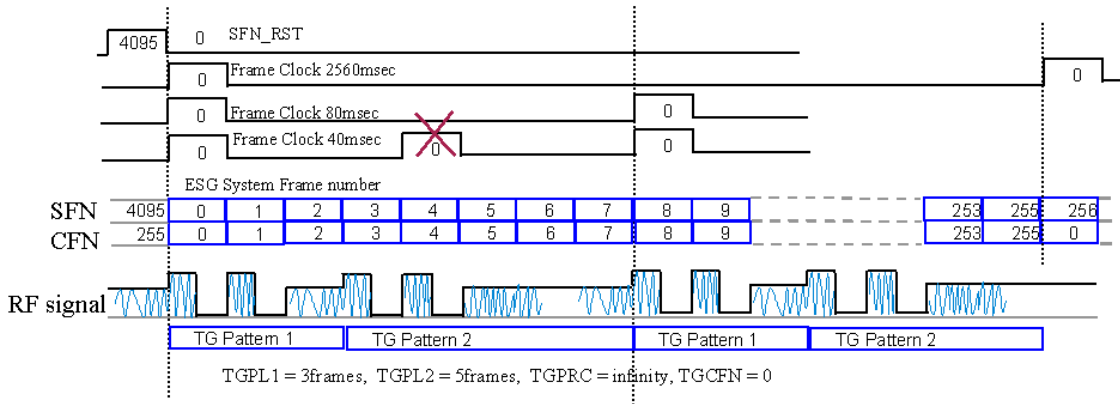 4095 0 SFN_RST
0 Frame Clock 2560msec 0
0 Frame Clock 80msec 0
0 Frame Clock 40msec 0 0
ESG System Frame number
SFN 4095 0 1 2 3 4 5 6 7 8 9 253 255 256
CFN 255 0 1 2 3 4 5 6 7 8 9 253 255 0
RF signal
TG Pattern 1 TG Pattern 2 TG Pattern 1 TG Pattern 2
TGPL1 = 3frames, TGPL2 = 5frames, TGPRC = infinity, TGCFN = 0